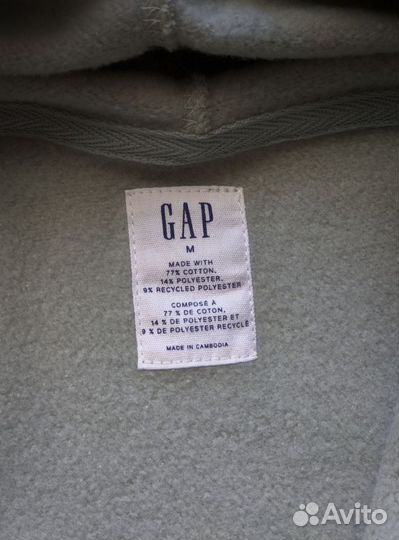 GAP
M
MADE WITH
77% COTTON,
14% POLYESTER,
9% RECYCLED POLYESTER
COMPOSÉ À
77 % DE COTON,
14 % DE POLYESTER ET
9 % DE POLYESTER RECYCLÉ
MADE IN CAMBODIA
Avito